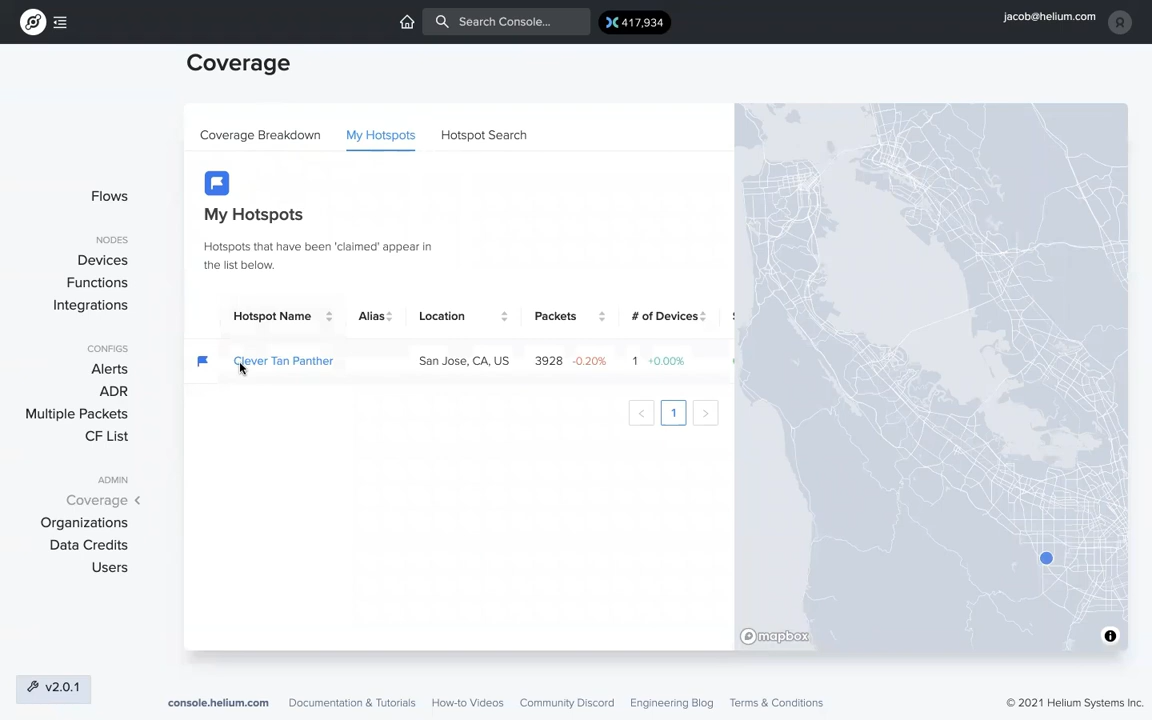 Search Console...
417,934
jacob@helium.com
Coverage
Flows
NODES
Devices
Functions
Integrations
CONFIGS
Alerts
ADR
Multiple Packets
CF List
ADMIN
Coverage
Organizations
Data Credits
Users
v2.0.1
Coverage Breakdown My Hotspots Hotspot Search
My Hotspots
Hotspots that have been 'claimed' appear in
the list below.
Hotspot Name Alias Location Packets # of Devices
Clever Tan Panther San Jose, CA, US 3928 -0.20% 1 +0.00%
< 1 >
mapbox
console.helium.com Documentation & Tutorials How-to Videos Community Discord Engineering Blog Terms & Conditions © 2021 Helium Systems Inc.